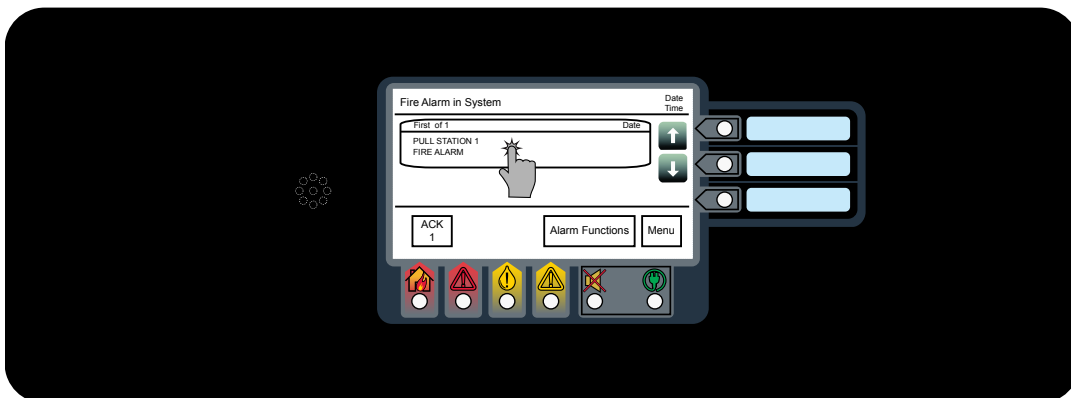 Fire Alarm in System
Date
Time
First of 1 Date
PULL STATION 1
FIRE ALARM
ACK
1
Alarm Functions
Menu